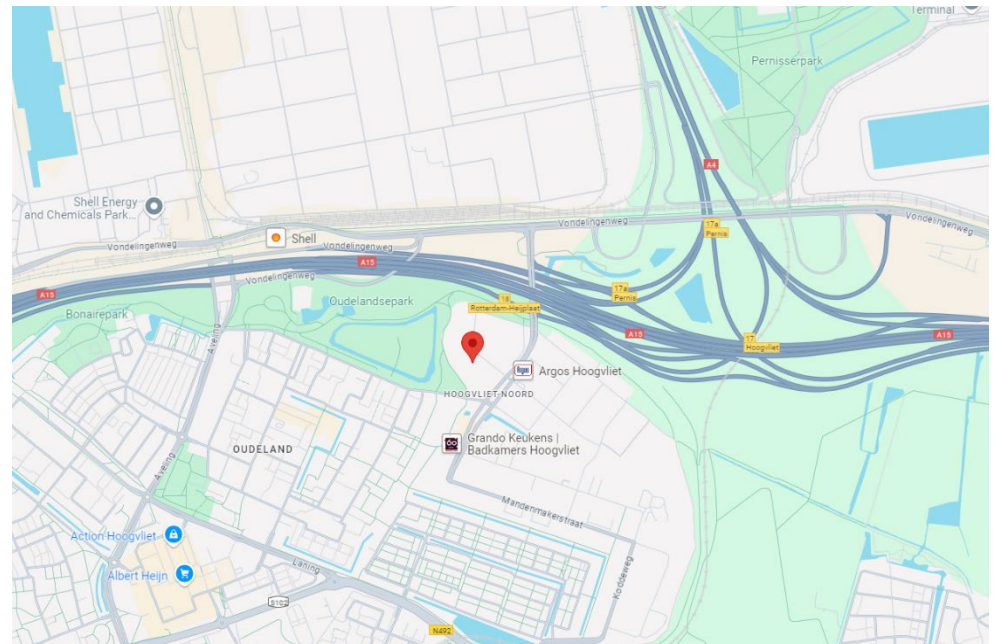 Terminal
Pernisserpark
A4
Shell Energy
and Chemicals Park...
Shell
Vondelingenweg
Vondelingenweg
Vondelingenweg
Vondelingenweg
Vondelingenweg
17a
Pernis
A15
A15
17a
Pernis
Oudelandsepark
18
Rotterdam-Heijplaat
Bonairepark
Aveling
A15
A15
17
Hoogvliet
Argos
Argos Hoogvliet
HOOGVLIET-NOORD
Grando Keukens |
Badkamers Hoogvliet
OUDELAND
Aveling
Mandenmakerstraat
Action Hoogvliet
Laning
Koddeweg
Albert Heijn
S102
N492